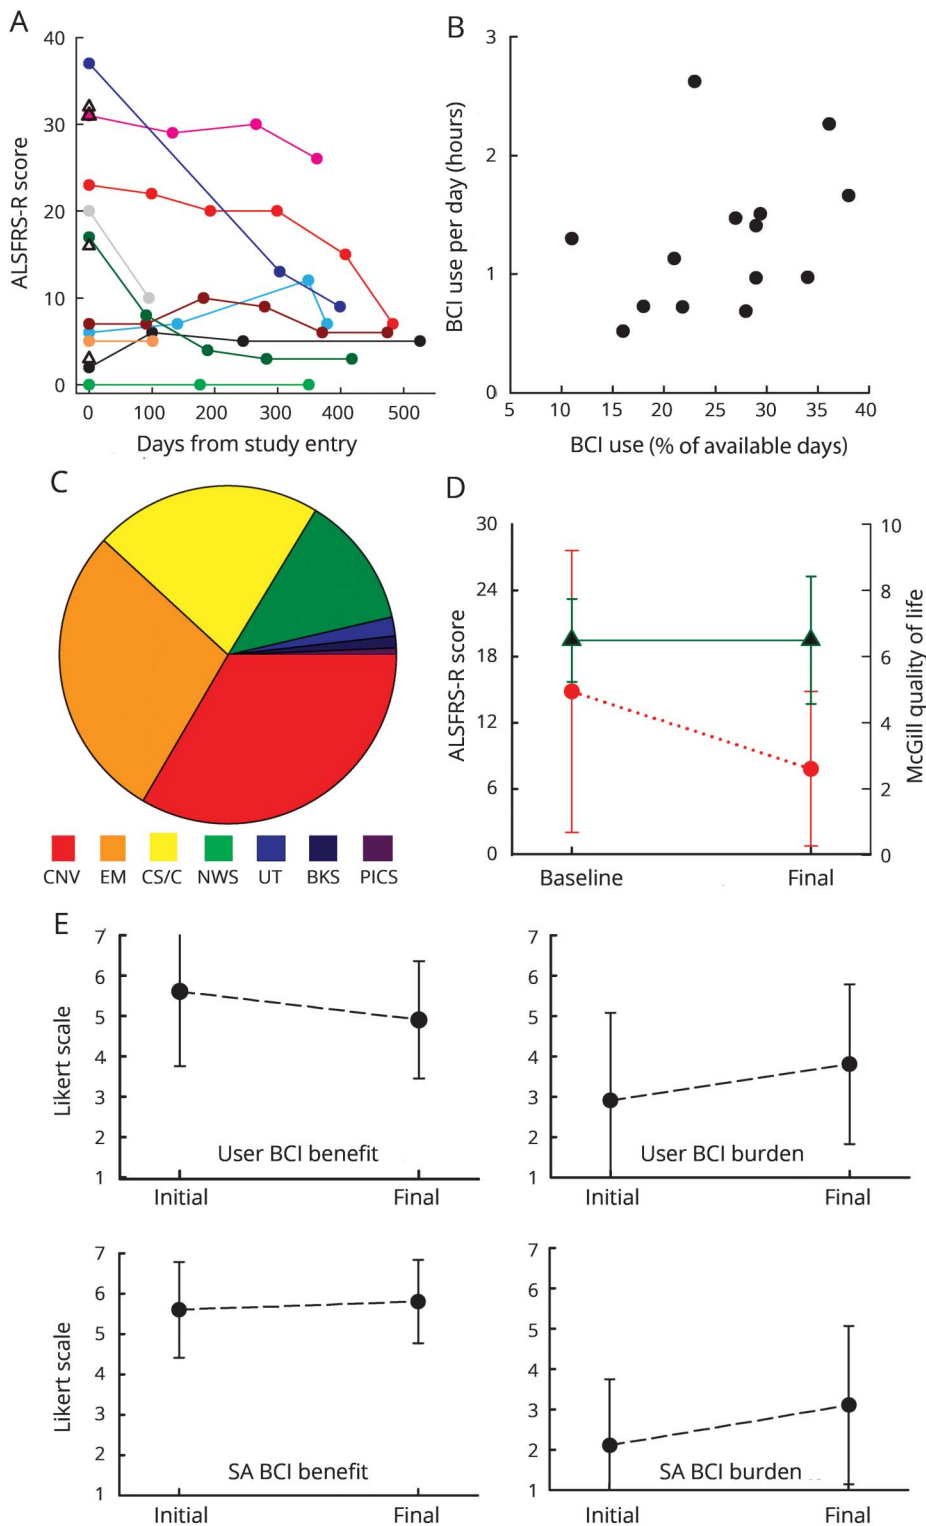 A
ALSFRS-R score
40
30
20
10
0
0 100 200 300 400 500
Days from study entry
B
BCI use per day (hours)
3
2
1
0
5 10 15 20 25 30 35 40
BCI use (% of available days)
C
CNV EM CS/C NWS UT BKS PICS
D
ALSFRS-R score
30
24
18
12
6
0
McGill quality of life
10
8
6
4
2
0
Baseline Final
E
Likert scale
7
6
5
4
3
2
1
User BCI benefit
Initial Final
7
6
5
4
3
2
1
User BCI burden
Initial Final
Likert scale
7
6
5
4
3
2
1
SA BCI benefit
Initial Final
7
6
5
4
3
2
1
SA BCI burden
Initial Final